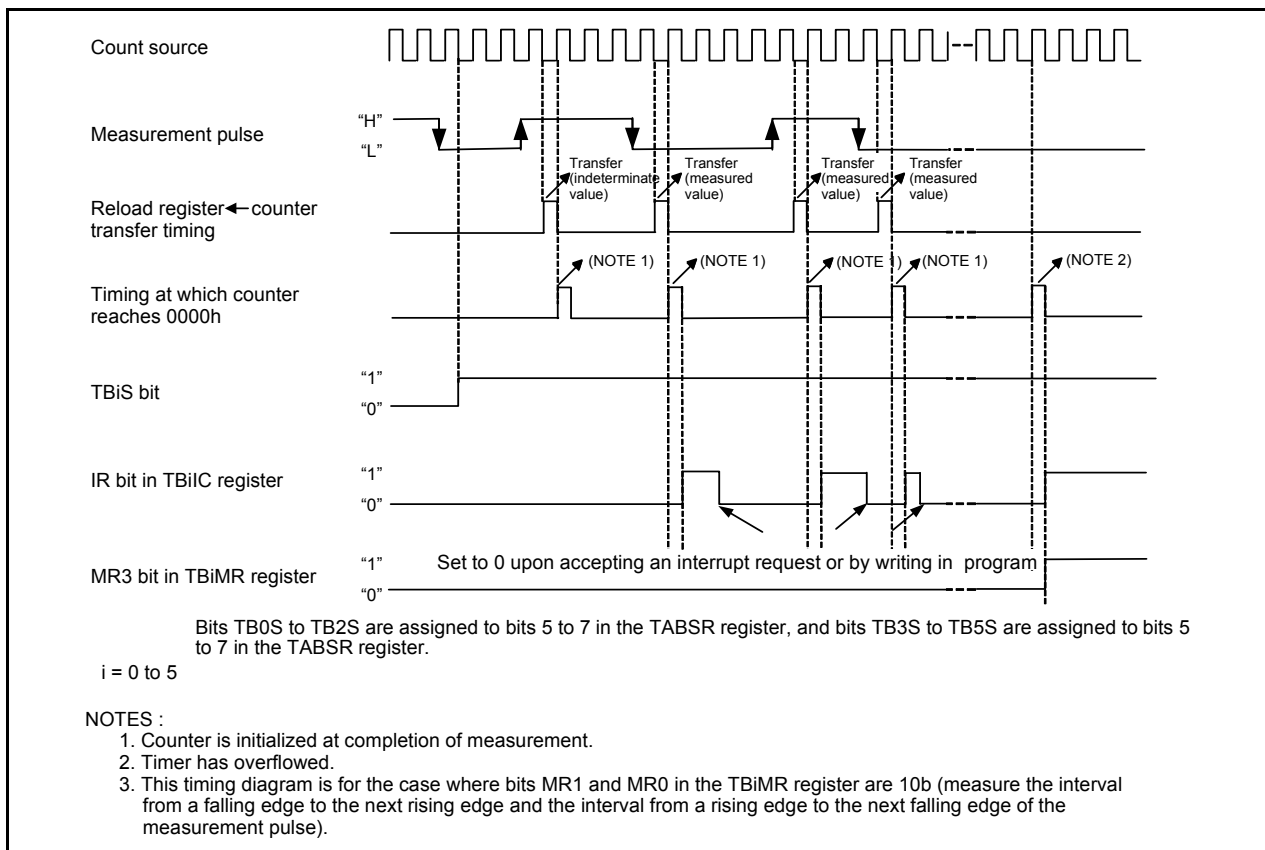 Count source
Measurement pulse
“H”
“L”
Transfer
(indeterminate
value)
Transfer
(measured
value)
Transfer
(measured
value)
Transfer
(measured
value)
Reload register←counter
transfer timing
(NOTE 1)
(NOTE 1)
(NOTE 1)
(NOTE 1)
(NOTE 2)
Timing at which counter
reaches 0000h
TBiS bit
“1”
“0”
IR bit in TBiIC register
“1”
“0”
Set to 0 upon accepting an interrupt request or by writing in program
MR3 bit in TBiMR register
“1”
“0”
Bits TB0S to TB2S are assigned to bits 5 to 7 in the TABSR register, and bits TB3S to TB5S are assigned to bits 5
to 7 in the TABSR register.
i = 0 to 5
NOTES :
1. Counter is initialized at completion of measurement.
2. Timer has overflowed.
3. This timing diagram is for the case where bits MR1 and MR0 in the TBiMR register are 10b (measure the interval
from a falling edge to the next rising edge and the interval from a rising edge to the next falling edge of the
measurement pulse).